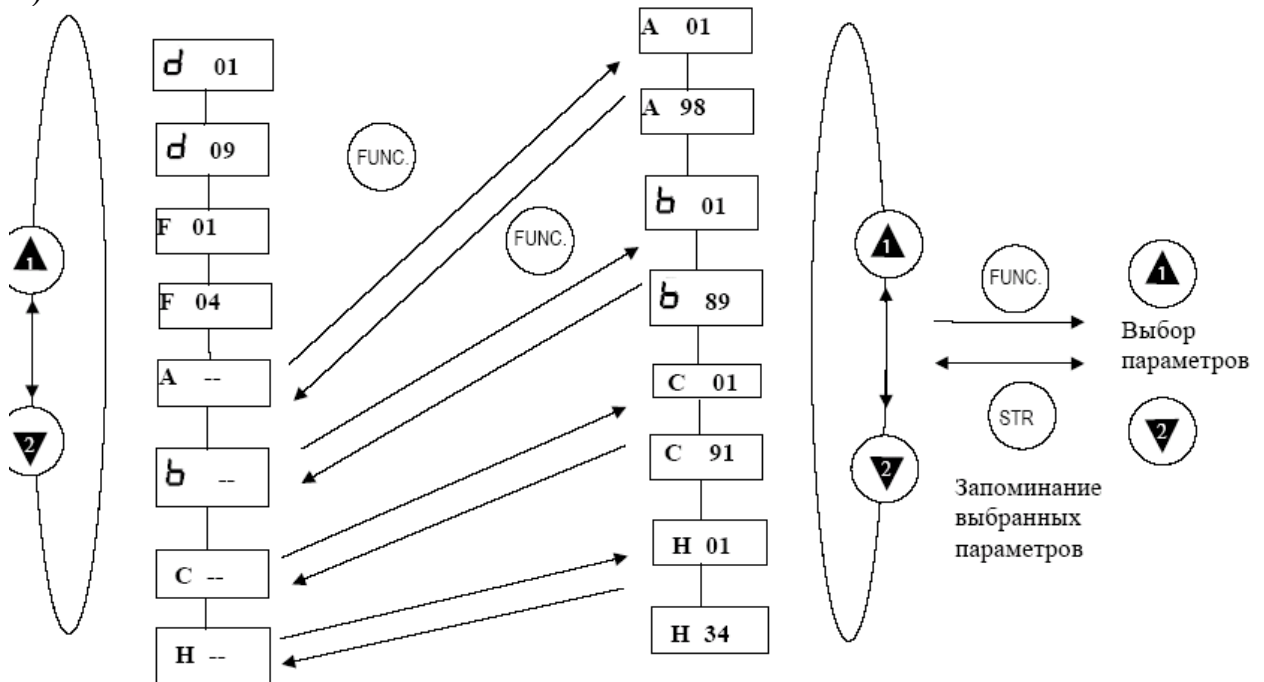 )
d 01
d 09
F 01
F 04
A --
b --
C --
H --
1
2
FUNC.
FUNC.
A 01
A 98
b 01
b 89
C 01
C 91
H 01
H 34
1
2
FUNC.
STR
Запоминание
выбранных
параметров
1
Выбор
параметров
2